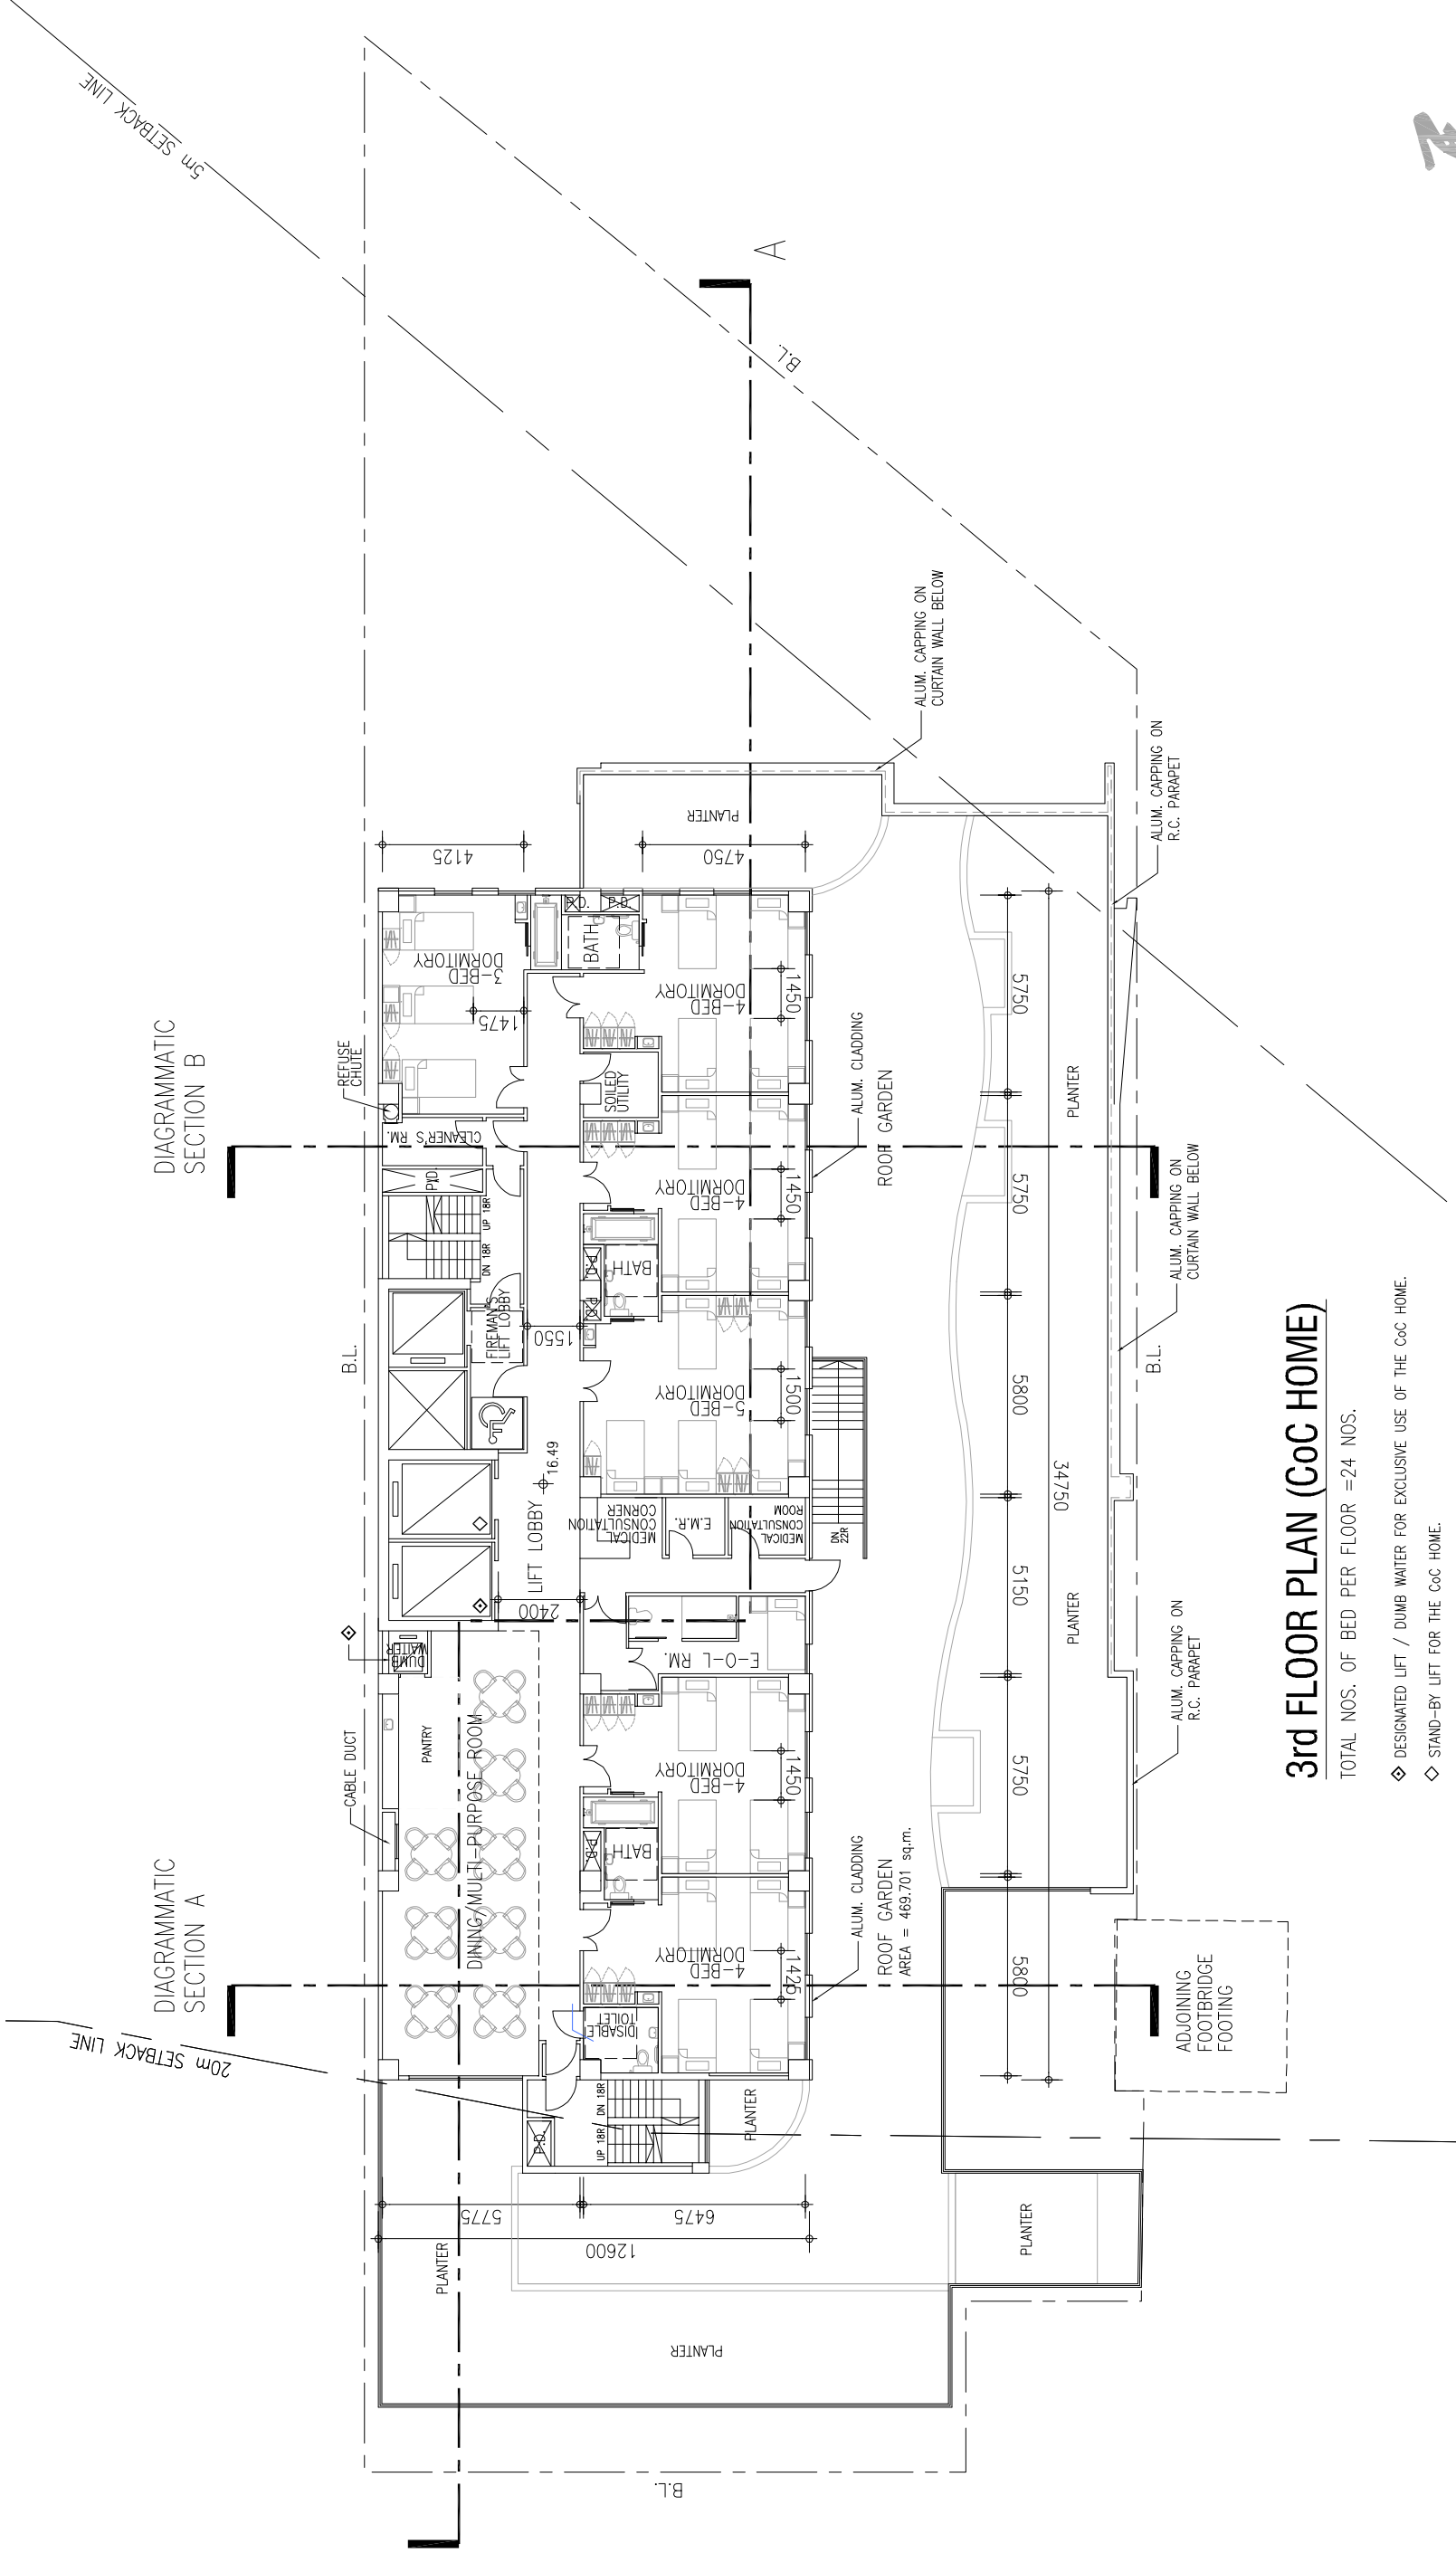 5m SETBACK LINE
A
B.L.
ALUM. CAPPING ON
CURTAIN WALL BELOW
ALUM. CAPPING ON
R.C. PARAPET
PLANTER
4125
4750
DIAGRAMMATIC
SECTION B
REFUSE
CHUTE
3-BED
DORMITORY
1475
BATH
P.D.
P.D.
4-BED
DORMITORY
1450
CLEANER'S RM.
SOILED
UTILITY
P.D.
UP 18R
DN 18R
4-BED
DORMITORY
1450
BATH
P.D.
P.D.
ALUM. CLADDING
ROOF GARDEN
PLANTER
5750
5750
B.L.
FIREMAN'S
LIFT LOBBY
1550
5-BED
DORMITORY
1500
5800
34750
ALUM. CAPPING ON
CURTAIN WALL BELOW
B.L.
LIFT LOBBY
16.49
2400
MEDICAL
CONSULTATION
CORNER
E.M.R.
MEDICAL
CONSULTATION
ROOM
DN
22R
5150
PLANTER
DUMB
WAITER
E-O-L RM.
CABLE DUCT
PANTRY
DINING/MULTI-PURPOSE ROOM
4-BED
DORMITORY
1450
BATH
P.D.
5750
ALUM. CAPPING ON
R.C. PARAPET
DIAGRAMMATIC
SECTION A
4-BED
DORMITORY
1425
DISABLE
TOILET
ALUM. CLADDING
ROOF GARDEN
AREA = 469.701 sq.m.
5800
ADJOINING
FOOTBRIDGE
FOOTING
20m SETBACK LINE
P.D.
UP 18R
DN 18R
PLANTER
5775
6475
12600
PLANTER
PLANTER
PLANTER
B.L.
3rd FLOOR PLAN (CoC HOME)
TOTAL NOS. OF BED PER FLOOR =24 NOS.
DESIGNATED LIFT / DUMB WAITER FOR EXCLUSIVE USE OF THE CoC HOME.
STAND-BY LIFT FOR THE CoC HOME.